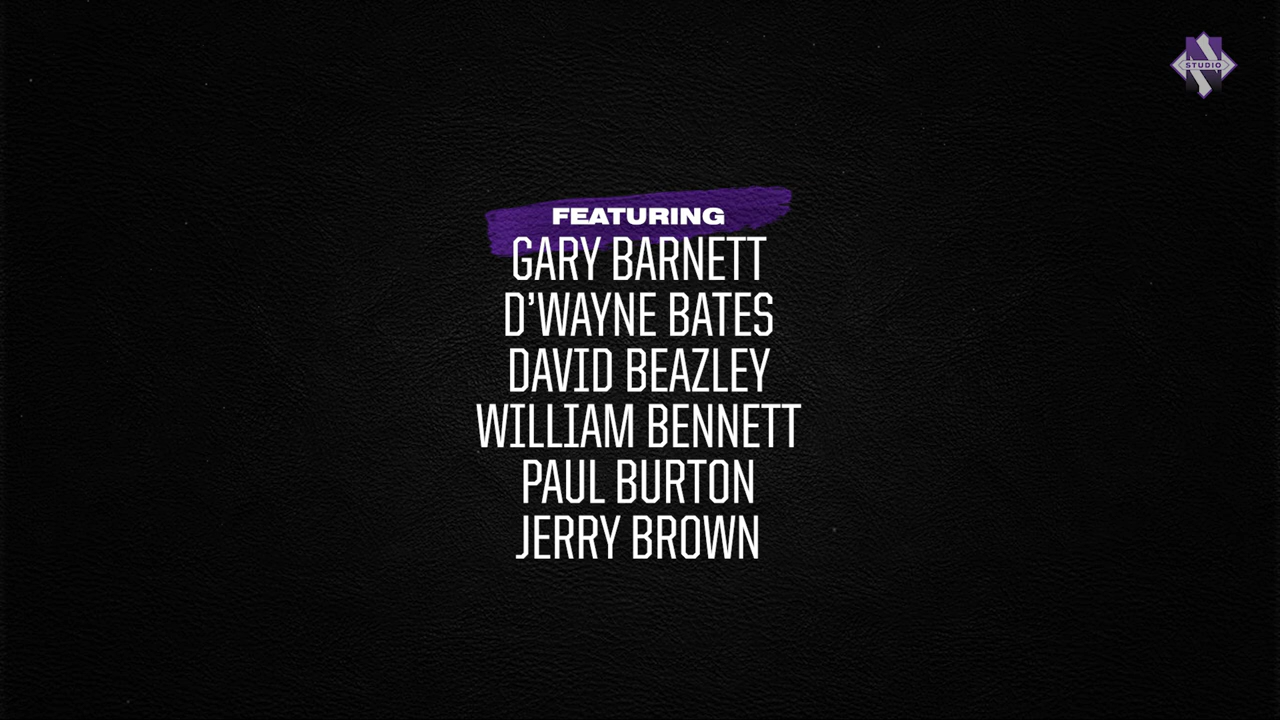 STUDIO
FEATURING
GARY BARNETT
D'WAYNE BATES
DAVID BEAZLEY
WILLIAM BENNETT
PAUL BURTON
JERRY BROWN